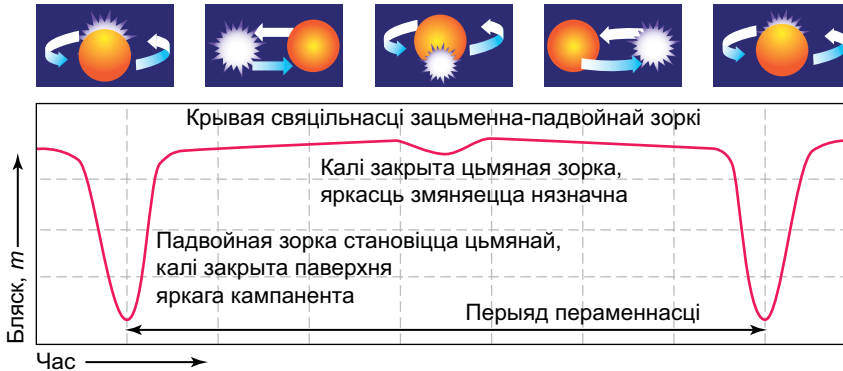 Крывая свяцільнасці зацьменна-падвойнай зоркі
Калі закрыта цьмяная зорка,
яркасць змяняецца нязначна
Падвойная зорка становіцца цьмянай,
калі закрыта паверхня
яркага кампанента
Перыяд пераменнасці
Бляск, m
Час